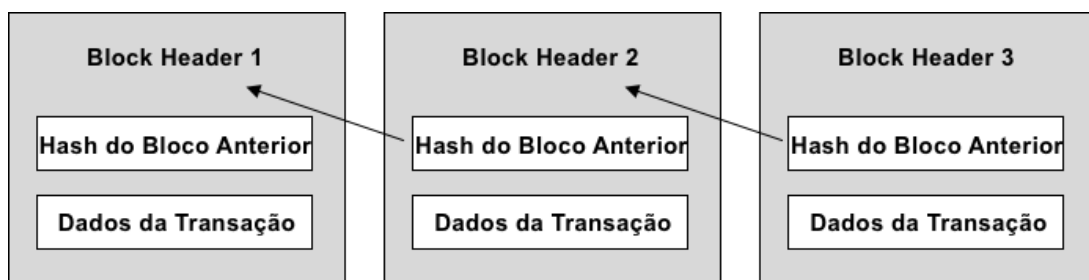 Block Header 1
Hash do Bloco Anterior
Dados da Transação
Block Header 2
Hash do Bloco Anterior
Dados da Transação
Block Header 3
Hash do Bloco Anterior
Dados da Transação